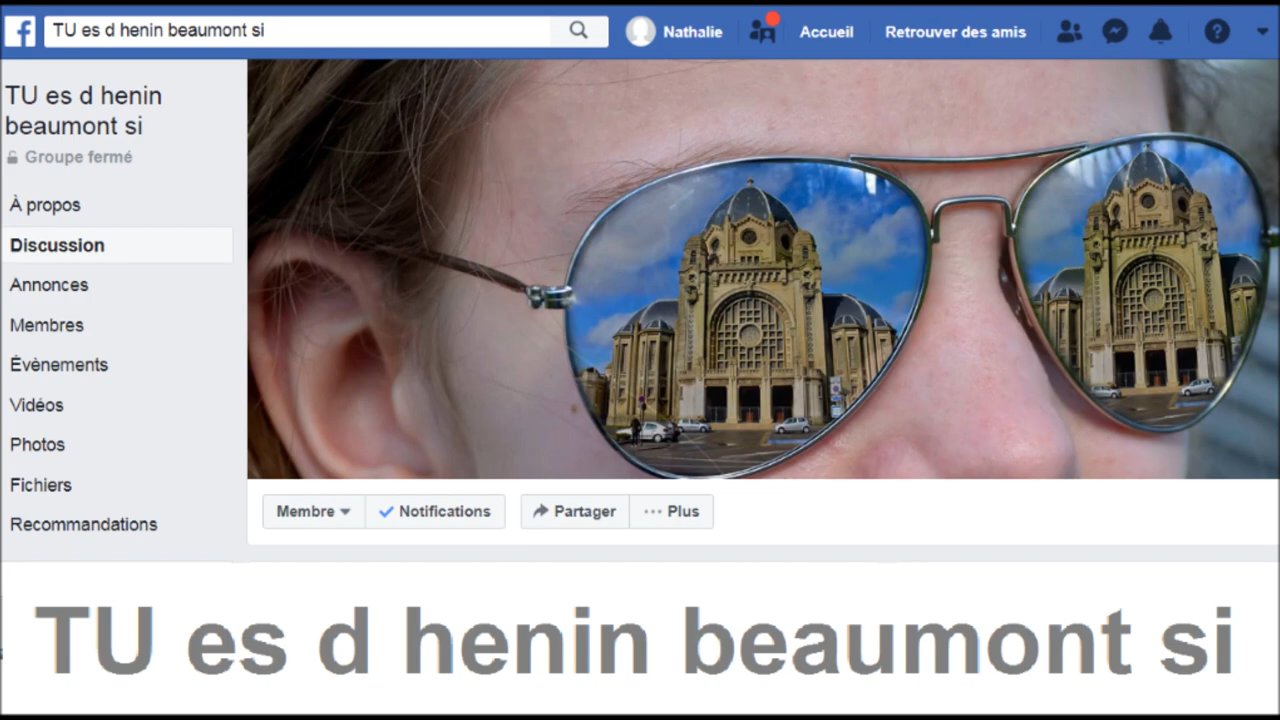 TU es d henin beaumont si
Nathalie
Accueil
Retrouver des amis
TU es d henin
beaumont si
Groupe fermé
À propos
Discussion
Annonces
Membres
Évènements
Vidéos
Photos
Fichiers
Recommandations
Membre
Notifications
Partager
Plus
TU es d henin beaumont si